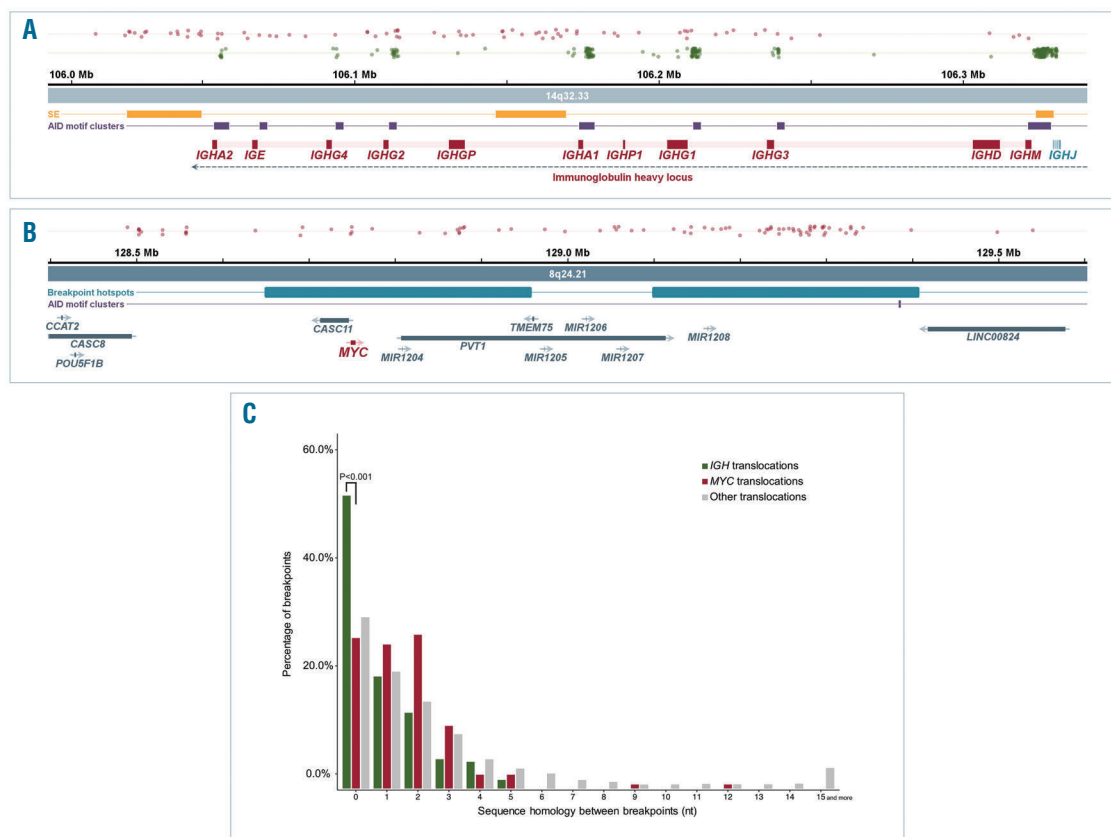 A
106.0 Mb 106.1 Mb 106.2 Mb 106.3 Mb
14q32.33
SE
AID motif clusters
IGHA2 IGE IGHG4 IGHG2 IGHGP IGHA1 IGHP1 IGHG1 IGHG3 IGHD IGHM IGHJ
Immunoglobulin heavy locus
B
128.5 Mb 129.0 Mb 129.5 Mb
8q24.21
Breakpoint hotspots
AID motif clusters
CCAT2 CASC11 TMEM75 MIR1206
CASC8 MYC PVT1 MIR1208 LINC00824
POU5F1B MIR1204 MIR1205 MIR1207
C
60.0%
P<0.001
IGH translocations
MYC translocations
Other translocations
40.0%
Percentage of breakpoints
20.0%
0.0%
0 1 2 3 4 5 6 7 8 9 10 11 12 13 14 15 and more
Sequence homology between breakpoints (nt)